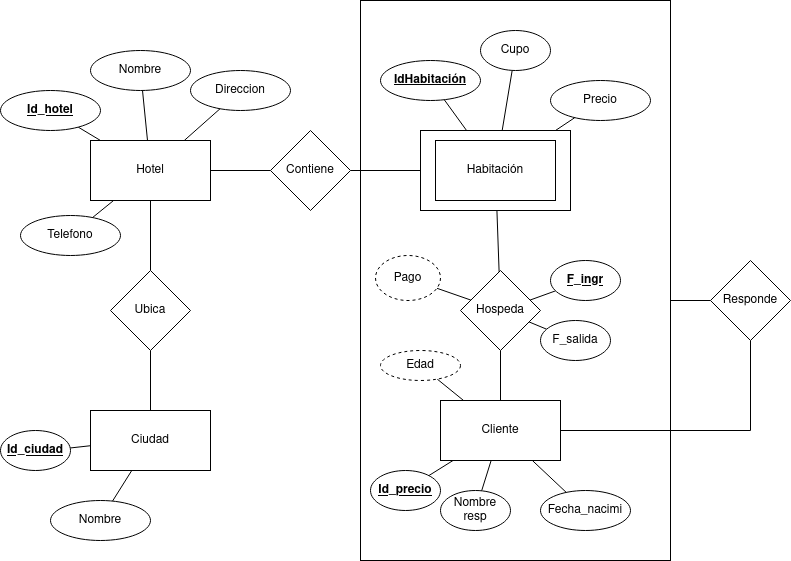 Cupo
Nombre
IdHabitación
Direccion
Precio
Id_hotel
Hotel
Contiene
Habitación
Telefono
Pago
F_ingr
Responde
Ubica
Hospeda
F_salida
Edad
Ciudad
Cliente
Id_ciudad
Id_precio
Nombre
resp
Fecha_nacimi
Nombre